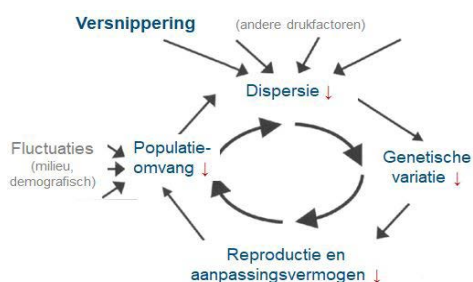 Versnippering (andere drukfactoren)
Dispersie ↓
Fluctuaties
(milieu,
demografisch)
Populatie-
omvang ↓
Genetische
variatie ↓
Reproductie en
aanpassingsvermogen ↓